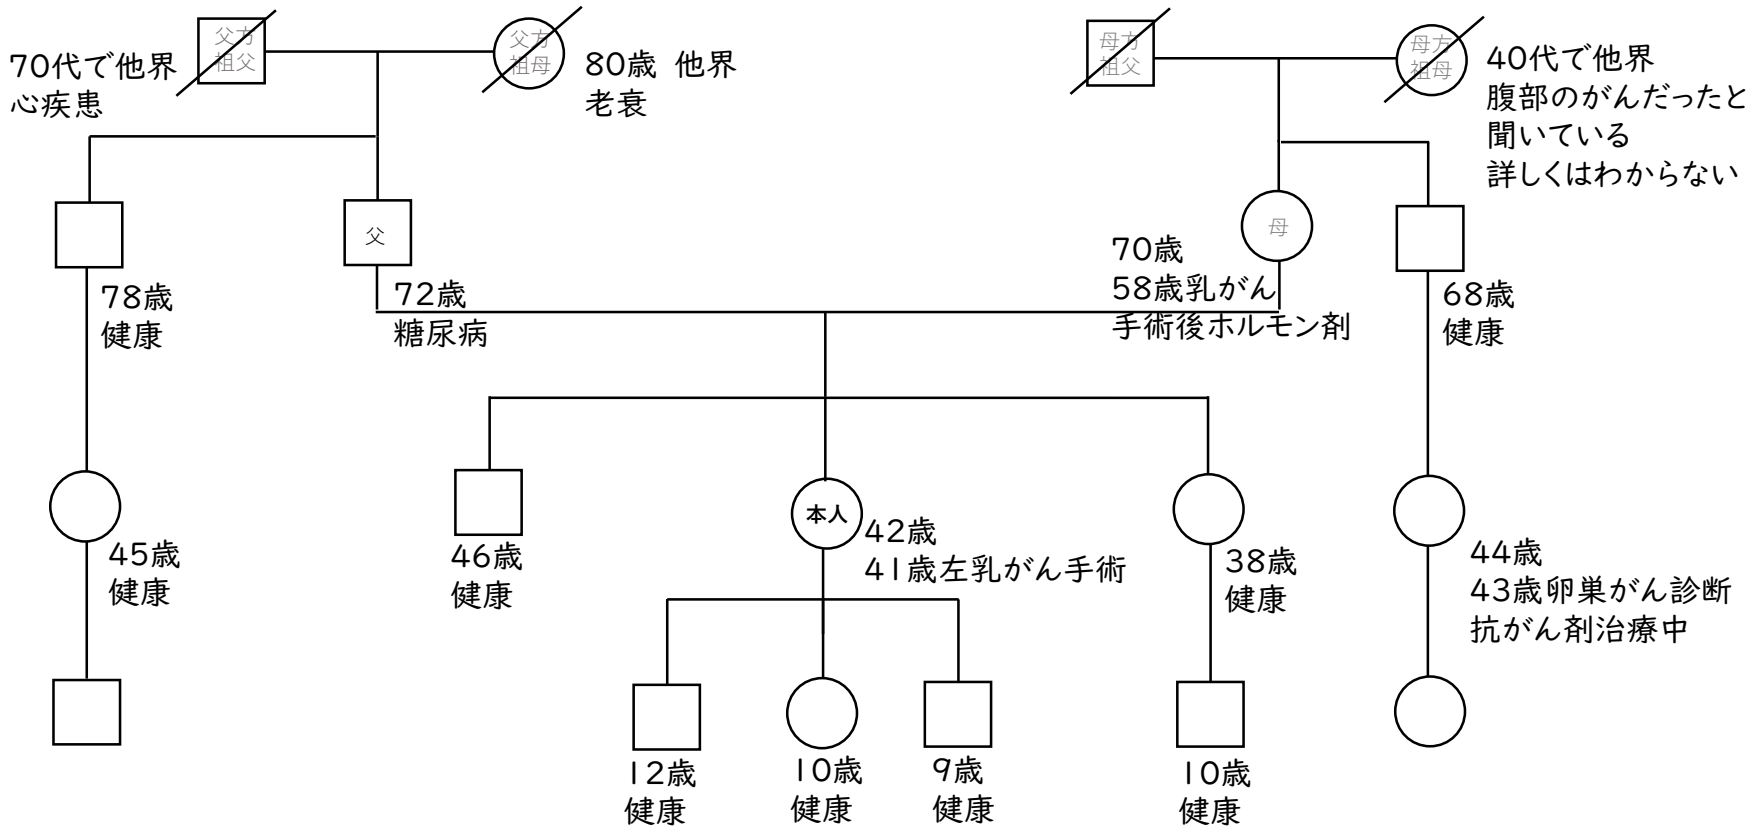 父方
祖父
70代で他界
心疾患
父方
祖母
80歳 他界
老衰
母方
祖父
母方
祖母
40代で他界
腹部のがんだったと
聞いている
詳しくはわからない
78歳
健康
父
72歳
糖尿病
母
70歳
58歳乳がん
手術後ホルモン剤
68歳
健康
45歳
健康
46歳
健康
本人
42歳
41歳左乳がん手術
38歳
健康
44歳
43歳卵巣がん診断
抗がん剤治療中
12歳
健康
10歳
健康
9歳
健康
10歳
健康